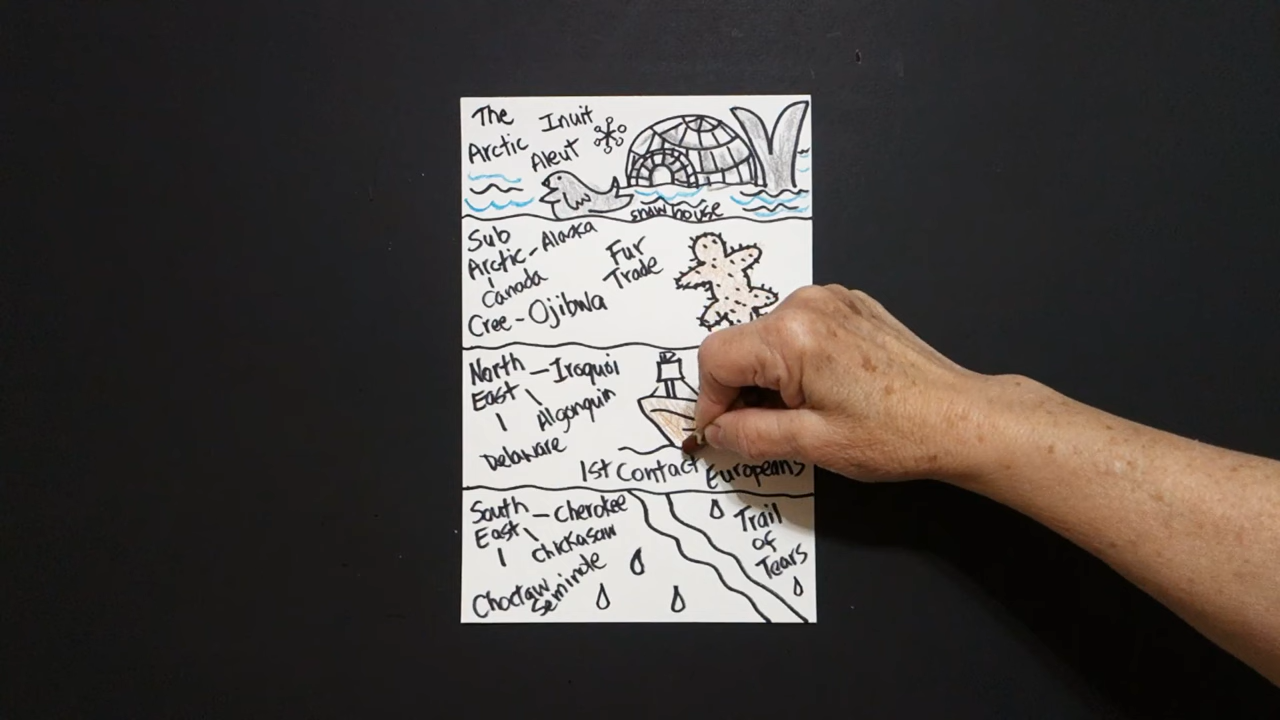 The Inuit
Arctic Aleut
snow house
Sub
Arctic - Alaska
Canada
Cree - Ojibwa
Fur
Trade
North - Iroquoi
East
Algonquin
Delaware
1st Contact Europeans
South - Cherokee
East
Chickasaw
Choctaw
Seminole
Trail
of
Tears